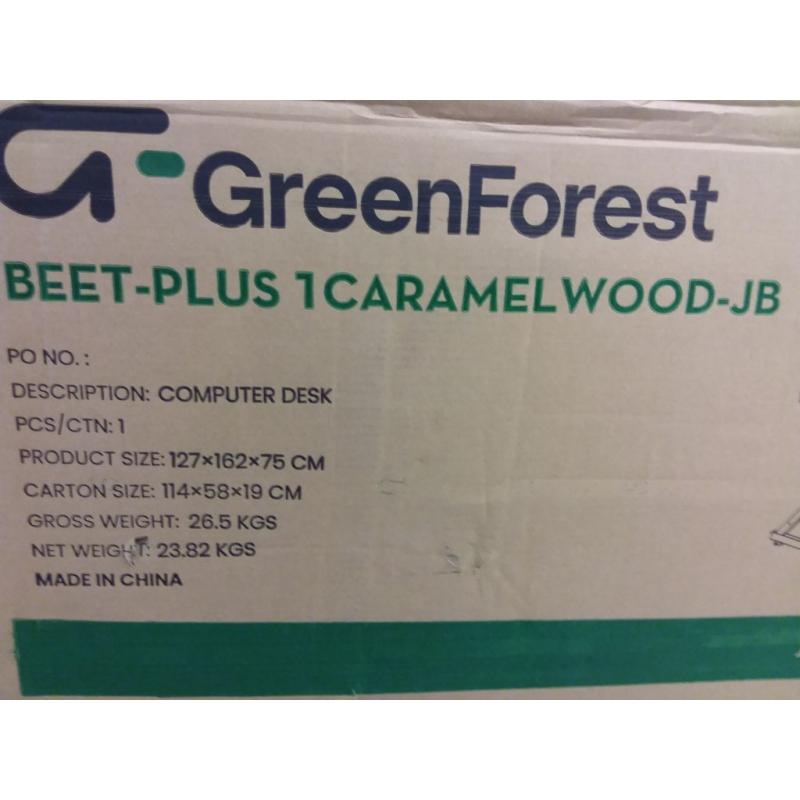 GreenForest
BEET-PLUS 1CARAMELWOOD-JB
PO NO.:
DESCRIPTION: COMPUTER DESK
PCS/CTN: 1
PRODUCT SIZE: 127×162×75 CM
CARTON SIZE: 114×58×19 CM
GROSS WEIGHT: 26.5 KGS
NET WEIGHT: 23.82 KGS
MADE IN CHINA